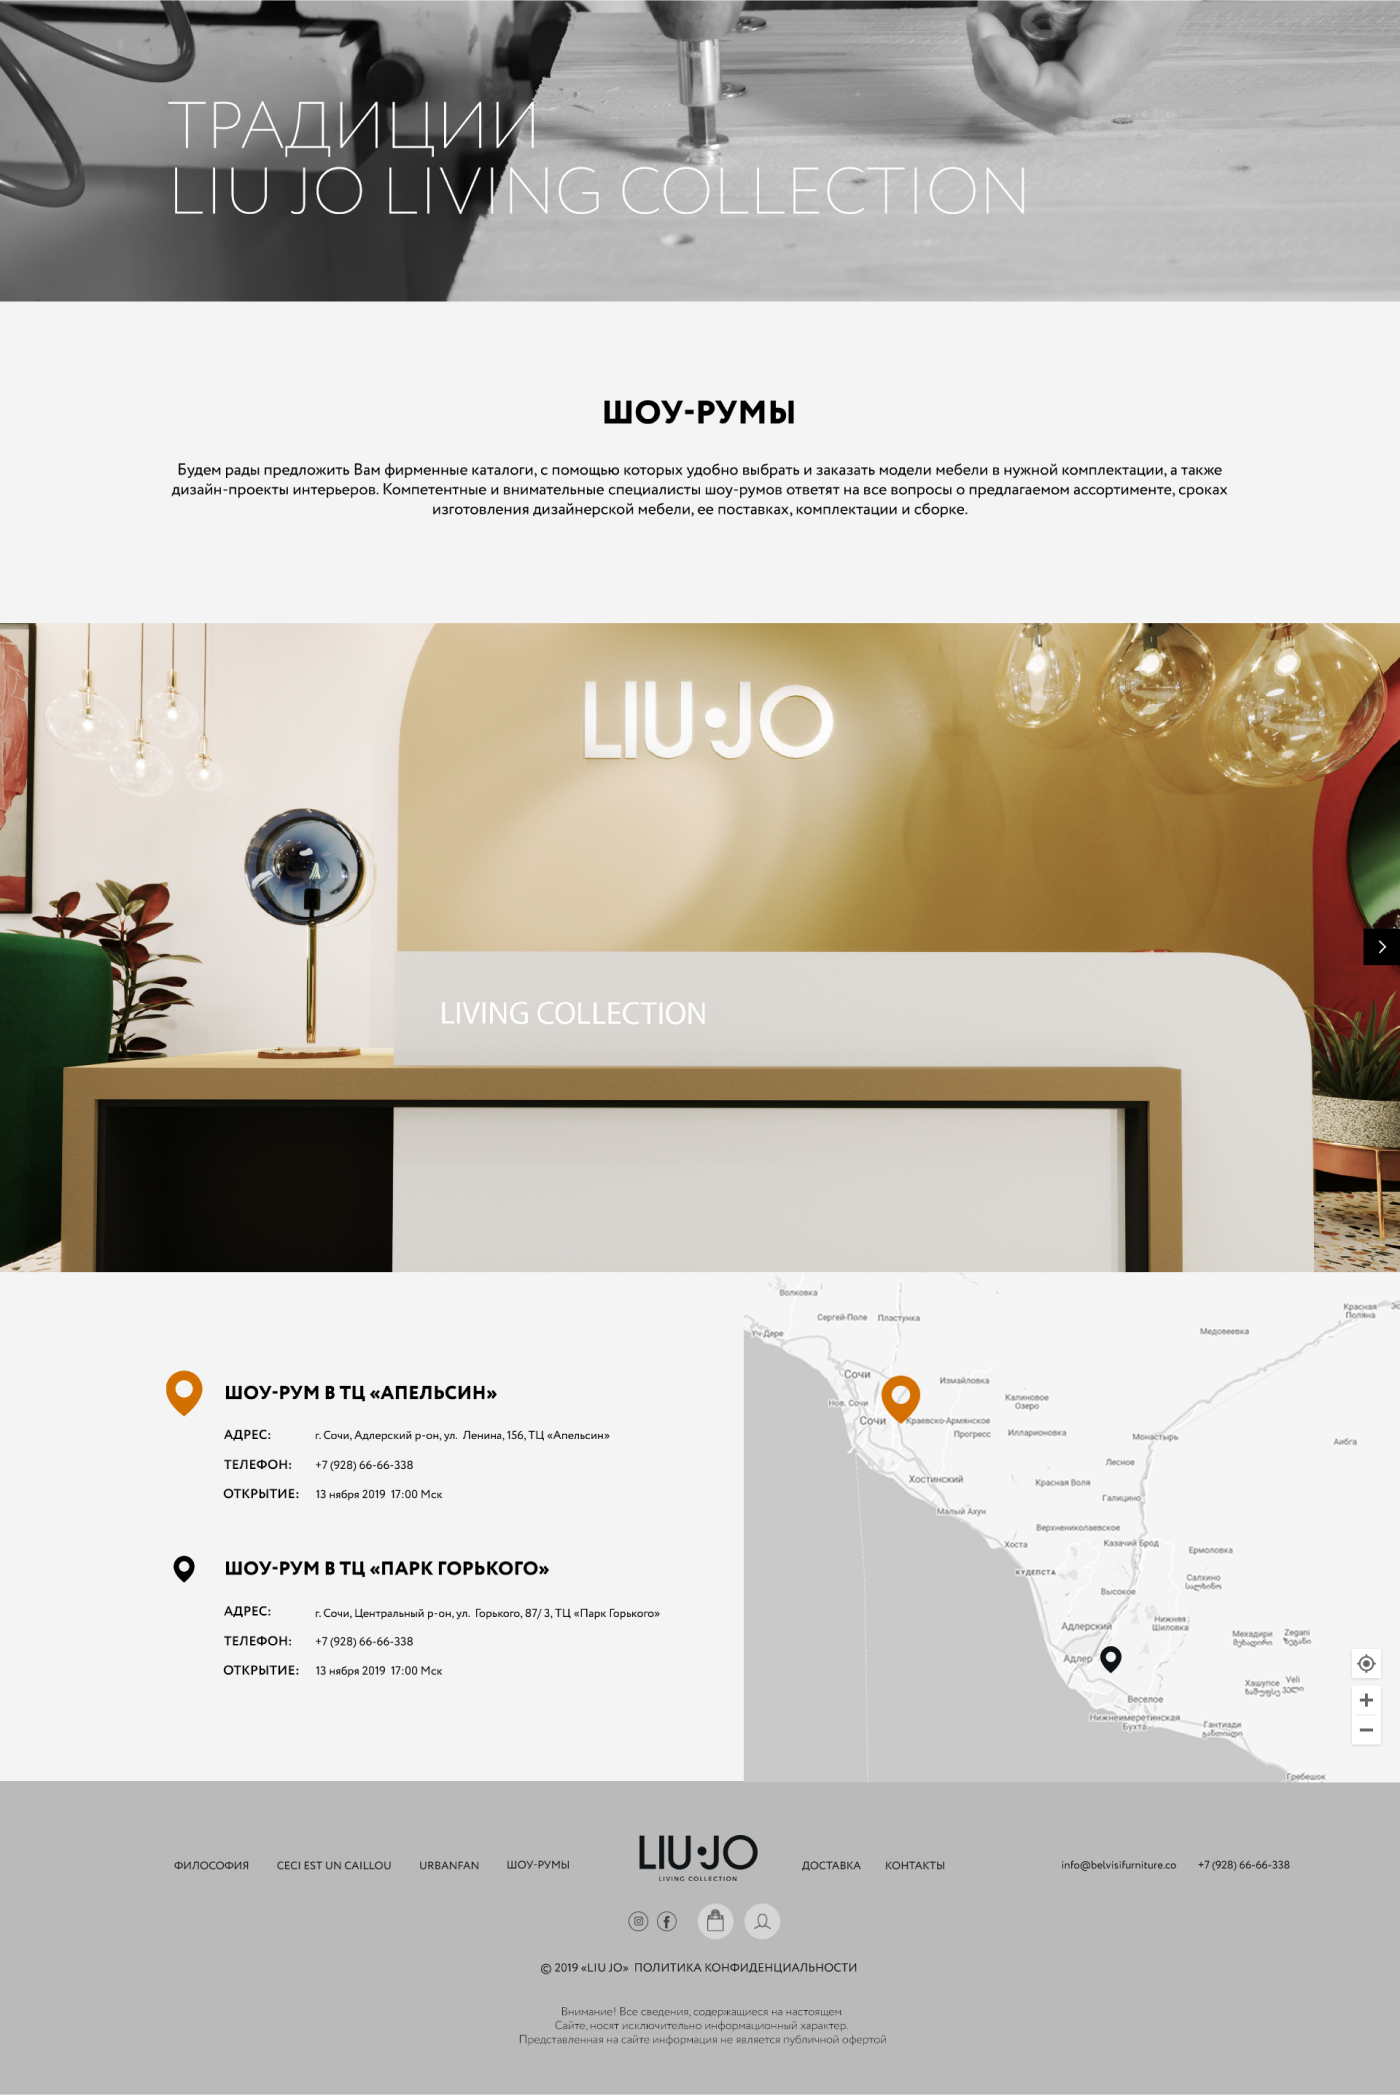 ТРАДИЦИИ
LIU JO LIVING COLLECTION
ШОУ-РУМЫ
Будем рады предложить Вам фирменные каталоги, с помощью которых удобно выбрать и заказать модели мебели в нужной комплектации, а также
дизайн-проекты интерьеров. Компетентные и внимательные специалисты шоу-румов ответят на все вопросы о предлагаемом ассортименте, сроках
изготовления дизайнерской мебели, ее поставках, комплектации и сборке.
LIU·JO
LIVING COLLECTION
ШОУ-РУМ В ТЦ «АПЕЛЬСИН»
АДРЕС: г. Сочи, Адлерский р-он, ул. Ленина, 156, ТЦ «Апельсин»
ТЕЛЕФОН: +7 (928) 66-66-338
ОТКРЫТИЕ: 13 нября 2019 17:00 Мск
ШОУ-РУМ В ТЦ «ПАРК ГОРЬКОГО»
АДРЕС: г. Сочи, Центральный р-он, ул. Горького, 87/ 3, ТЦ «Парк Горького»
ТЕЛЕФОН: +7 (928) 66-66-338
ОТКРЫТИЕ: 13 нября 2019 17:00 Мск
Волковка
Красная
Поляна
Сергей-Поле
Пластунка
Уч-Дере
Медовеевка
Сочи
Измайловка
Калиновое
Озеро
Нов. Сочи
Сочи
Краевско-Армянское
Прогресс
Илларионовка
Монастырь
Аибга
Лесное
Хостинский
Красная Воля
Галицино
Малый Ахун
Верхнениколаевское
Хоста
Казачий Брод
Ермоловка
КУДЕПСТА
Салхино
სალხინო
Высокое
Адлерский
Нижняя
Шиловка
Мехадири
მეხადირი
Zegani
ზეგანი
Адлер
Хашупсе
ხაშუფსე
Veli
ველი
Веселое
Нижнеимеретинская
Бухта
Гантиади
განთიადი
Гребешок
ФИЛОСОФИЯ
CECI EST UN CAILLOU
URBANFAN
ШОУ-РУМЫ
LIU·JO
LIVING COLLECTION
ДОСТАВКА
КОНТАКТЫ
info@belvisifurniture.co
+7 (928) 66-66-338
© 2019 «LIU JO» ПОЛИТИКА КОНФИДЕНЦИАЛЬНОСТИ
Внимание! Все сведения, содержащиеся на настоящем
Сайте, носят исключительно информационный характер.
Представленная на сайте информация не является публичной офертой